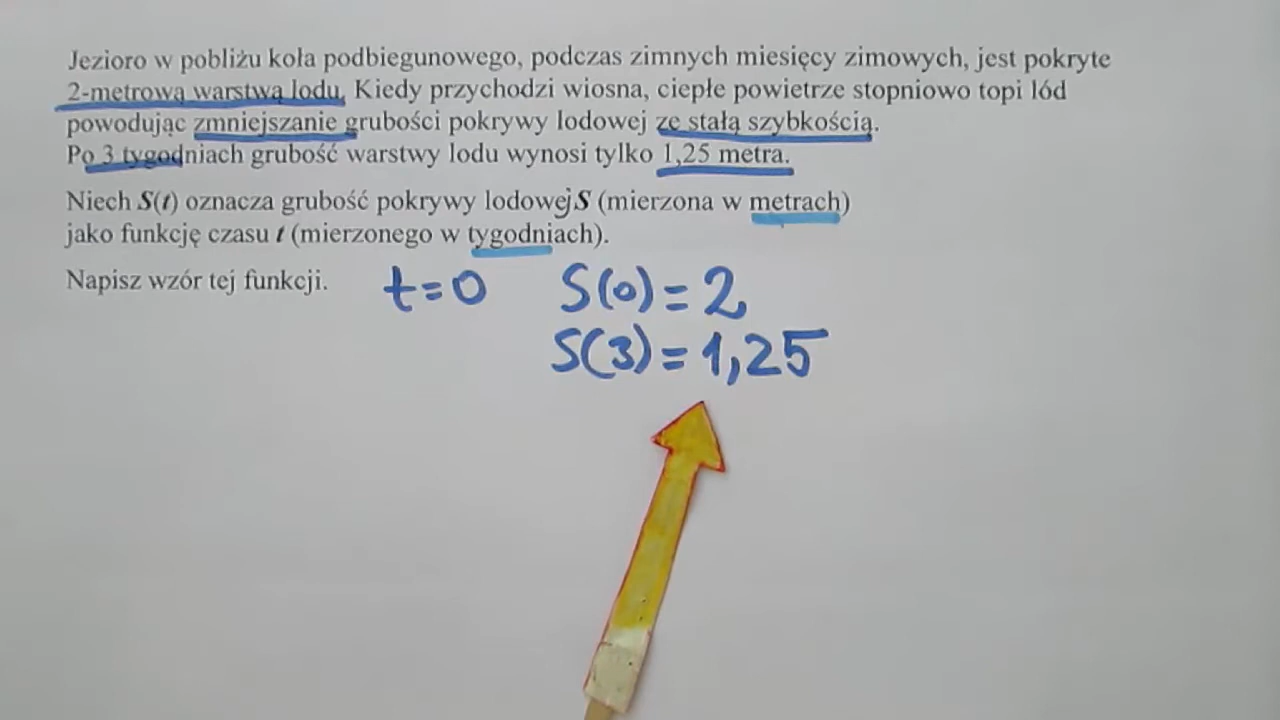 Jezioro w pobliżu koła podbiegunowego, podczas zimnych miesięcy zimowych, jest pokryte
2-metrową warstwą lodu. Kiedy przychodzi wiosna, ciepłe powietrze stopniowo topi lód
powodując zmniejszanie grubości pokrywy lodowej ze stałą szybkością.
Po 3 tygodniach grubość warstwy lodu wynosi tylko 1,25 metra.
Niech S(t) oznacza grubość pokrywy lodowej S (mierzona w metrach)
jako funkcję czasu t (mierzonego w tygodniach).
Napisz wzór tej funkcji. t=0 S(0)=2
S(3)=1,25